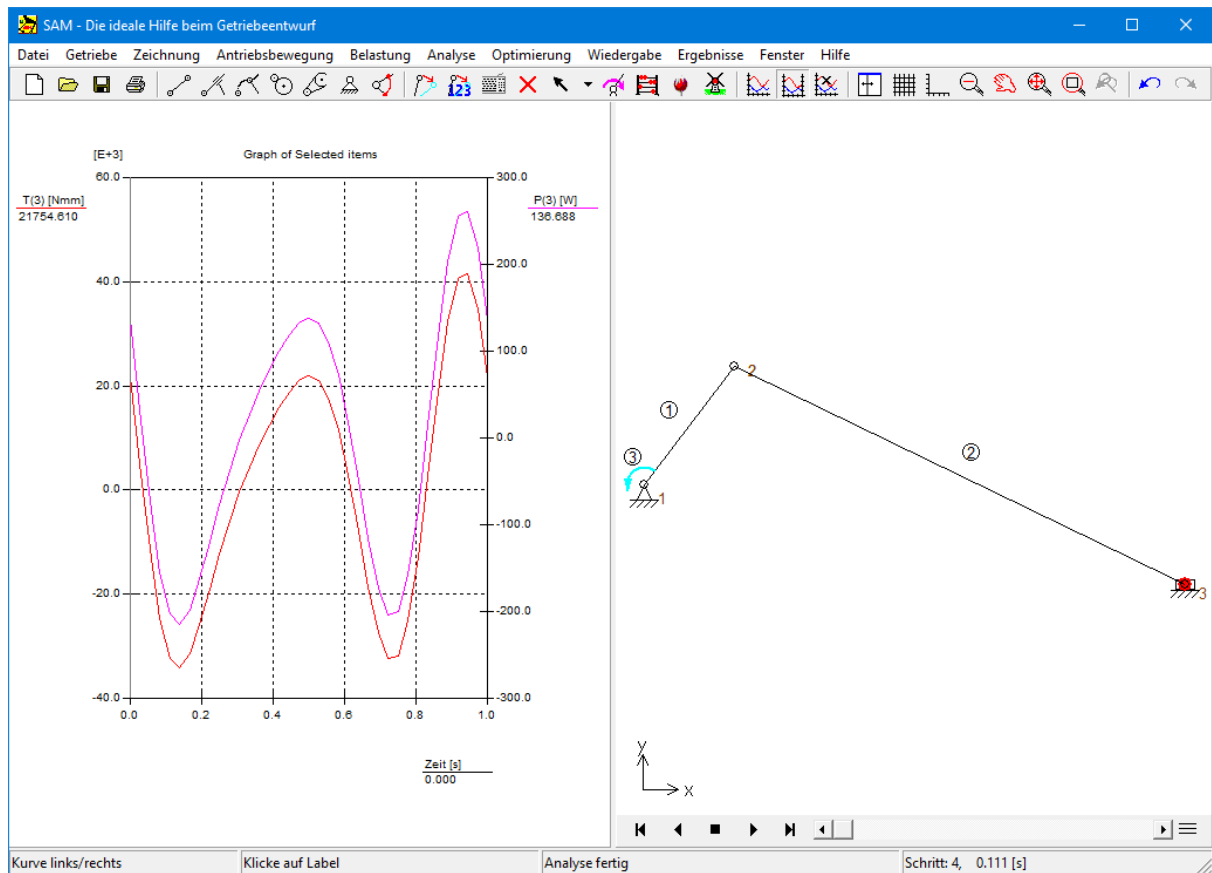 SAM - Die ideale Hilfe beim Getriebeentwurf
Datei Getriebe Zeichnung Antriebsbewegung Belastung Analyse Optimierung Wiedergabe Ergebnisse Fenster Hilfe
123
[E+3] Graph of Selected items
60.0 300.0
T(3) [Nmm] P(3) [W]
21754.610 136.688
200.0
40.0
100.0
20.0
0.0
0.0
-100.0
-20.0
-200.0
-40.0 -300.0
0.0 0.2 0.4 0.6 0.8 1.0
Zeit [s]
0.000
2
1
2
3
1
3
y
x
Kurve links/rechts Klicke auf Label Analyse fertig Schritt: 4, 0.111 [s]